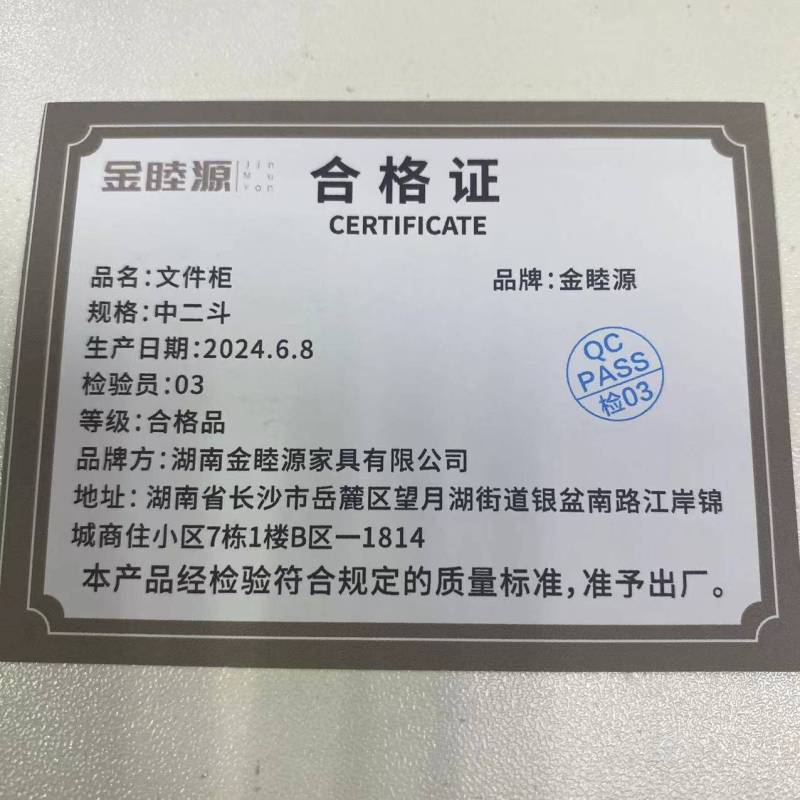 金睦源 Jin Mu Yon
合格证
CERTIFICATE
品名:文件柜 品牌:金睦源
规格:中二斗
生产日期:2024.6.8
检验员:03
等级:合格品
QC
PASS
检03
品牌方:湖南金睦源家具有限公司
地址: 湖南省长沙市岳麓区望月湖街道银盆南路江岸锦
城商住小区7栋1楼B区一1814
本产品经检验符合规定的质量标准,准予出厂。